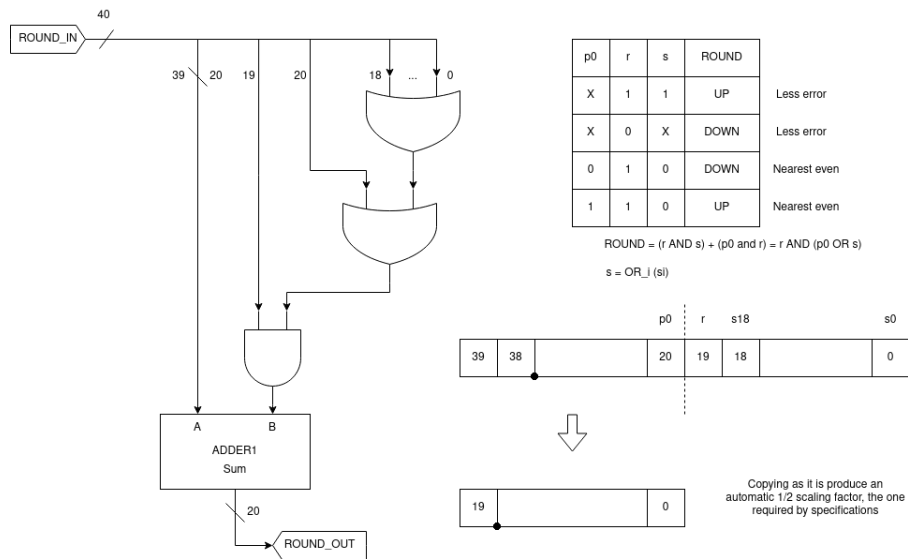 40
ROUND_IN
39 20 19 20 18 ... 0
p0 r s ROUND
X 1 1 UP Less error
X 0 X DOWN Less error
0 1 0 DOWN Nearest even
1 1 0 UP Nearest even
ROUND = (r AND s) + (p0 and r) = r AND (p0 OR s)
s = OR_i (si)
p0 r s18 s0
39 38 20 19 18 0
A B
ADDER1
Sum
20
ROUND_OUT
19 0
Copying as it is produce an
automatic 1/2 scaling factor, the one
required by specifications